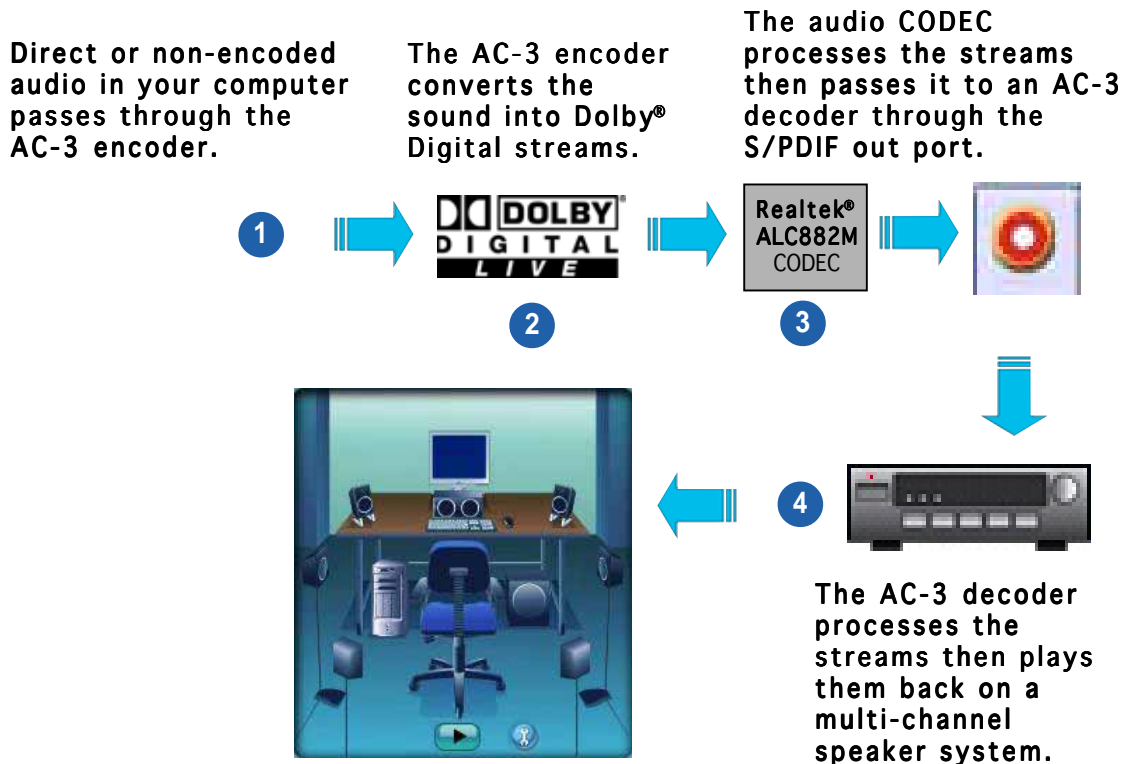 Direct or non-encoded
audio in your computer
passes through the
AC-3 encoder.
The AC-3 encoder
converts the
sound into Dolby®
Digital streams.
The audio CODEC
processes the streams
then passes it to an AC-3
decoder through the
S/PDIF out port.
1
DOLBY®
DIGITAL
LIVE
2
Realtek®
ALC882M
CODEC
3
4
The AC-3 decoder
processes the
streams then plays
them back on a
multi-channel
speaker system.